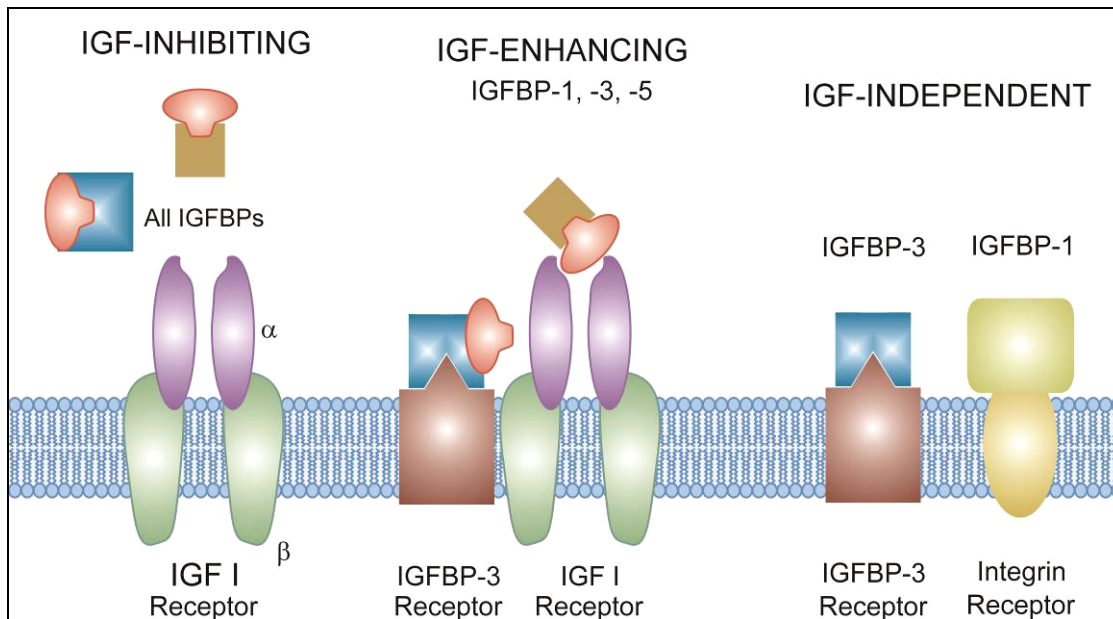 IGF-INHIBITING
All IGFBPs
α
β
IGF I
Receptor
IGF-ENHANCING
IGFBP-1, -3, -5
IGFBP-3
Receptor
IGF I
Receptor
IGF-INDEPENDENT
IGFBP-3
IGFBP-1
IGFBP-3
Receptor
Integrin
Receptor